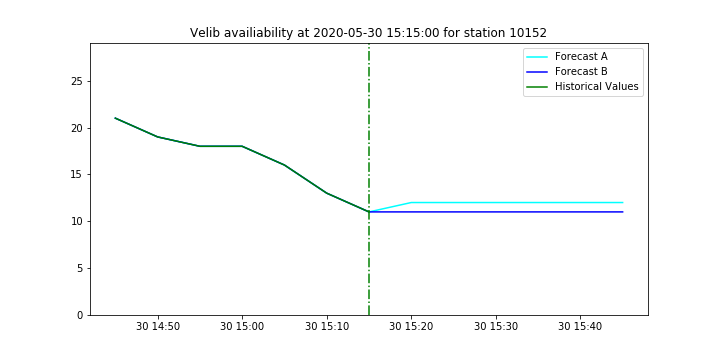 Velib availiability at 2020-05-30 15:15:00 for station 10152
Forecast A
Forecast B
Historical Values
25
20
15
10
5
0
30 14:50 30 15:00 30 15:10 30 15:20 30 15:30 30 15:40